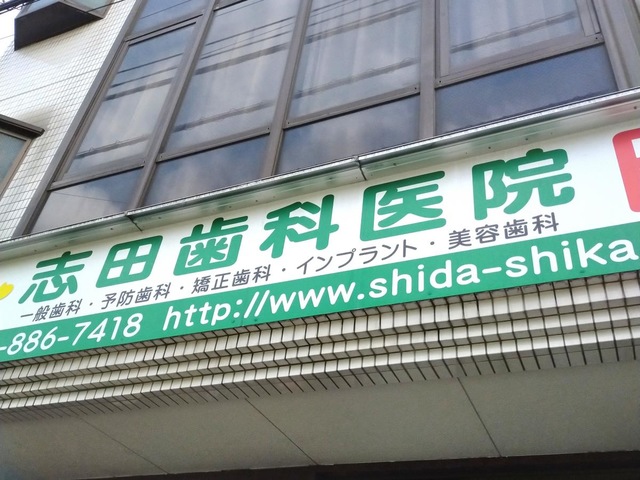 志田歯科医院
一般歯科・予防歯科・矯正歯科・インプラント・美容歯科
-886-7418 http://www.shida-shika